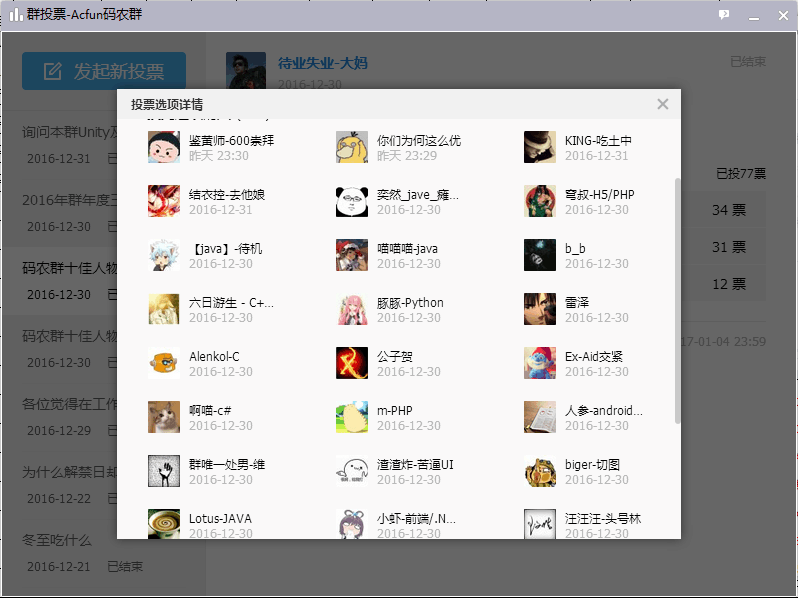 群投票-Acfun码农群
发起新投票
待业失业-大妈
2016-12-30
已结束
投票选项详情
询问本群Unity及
2016-12-31
2016年群年度三
2016-12-30
码农群十佳人物
2016-12-30
码农群十佳人物
2016-12-30
各位觉得在工作
2016-12-29
为什么解禁日却
2016-12-22
冬至吃什么
2016-12-21 已结束
鉴黄师-600崇拜
昨天 23:30
你们为何这么优
昨天 23:29
KING-吃土中
2016-12-31
结衣控-去他娘
2016-12-31
奕然_jave_瘫...
2016-12-30
穹叔-H5/PHP
2016-12-30
【java】-待机
2016-12-30
喵喵喵-java
2016-12-30
b_b
2016-12-30
六日游生 - C+...
2016-12-30
豚豚-Python
2016-12-30
雷泽
2016-12-30
Alenkol-C
2016-12-30
公子贺
2016-12-30
Ex-Aid交紧
2016-12-30
啊喵-c#
2016-12-30
m-PHP
2016-12-30
人参-android...
2016-12-30
群唯一处男-维
2016-12-30
渣渣炸-苦逼UI
2016-12-30
biger-切图
2016-12-30
Lotus-JAVA
2016-12-30
小虾-前端/.N...
2016-12-30
汪汪汪-头号林
2016-12-30
已投77票
34 票
31 票
12 票
17-01-04 23:59